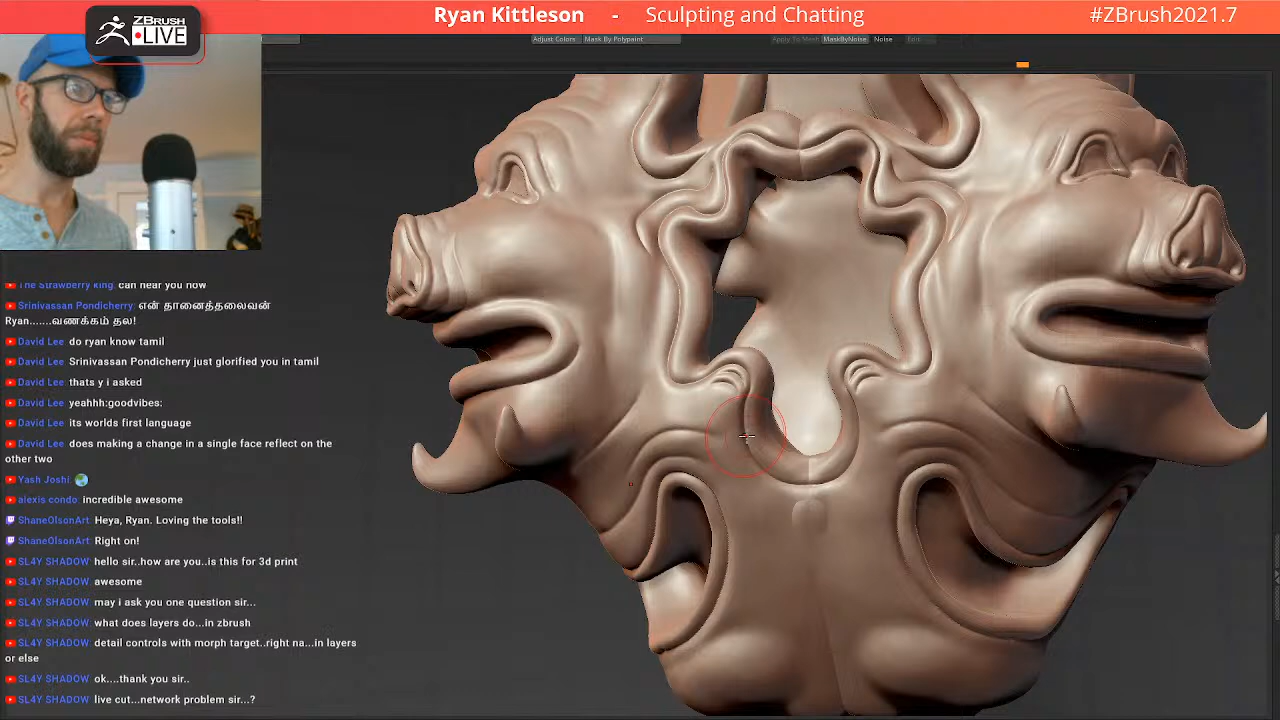 ZBRUSH
LIVE
Ryan Kittleson - Sculpting and Chatting
#ZBrush2021.7
Adjust Colors Mask By Polypaint
Apply To Mesh MaskByNoise Noise Edit
The Strawberry King: can hear you now
Srinivassan Pondicherry: என் தானைத்தலைவன்
Ryan.......வணக்கம் தல!
David Lee: do ryan know tamil
David Lee: Srinivassan Pondicherry just glorified you in tamil
David Lee: thats y i asked
David Lee: yeahhh:goodvibes:
David Lee: its worlds first language
David Lee: does making a change in a single face reflect on the
other two
Yash Joshi:
alexis condo: incredible awesome
ShaneOlsonArt: Heya, Ryan. Loving the tools!!
ShaneOlsonArt: Right on!
SL4Y SHADOW: hello sir..how are you..is this for 3d print
SL4Y SHADOW: awesome
SL4Y SHADOW: may i ask you one question sir...
SL4Y SHADOW: what does layers do...in zbrush
SL4Y SHADOW: detail controls with morph target..right na...in layers
or else
SL4Y SHADOW: ok....thank you sir..
SL4Y SHADOW: live cut...network problem sir...?